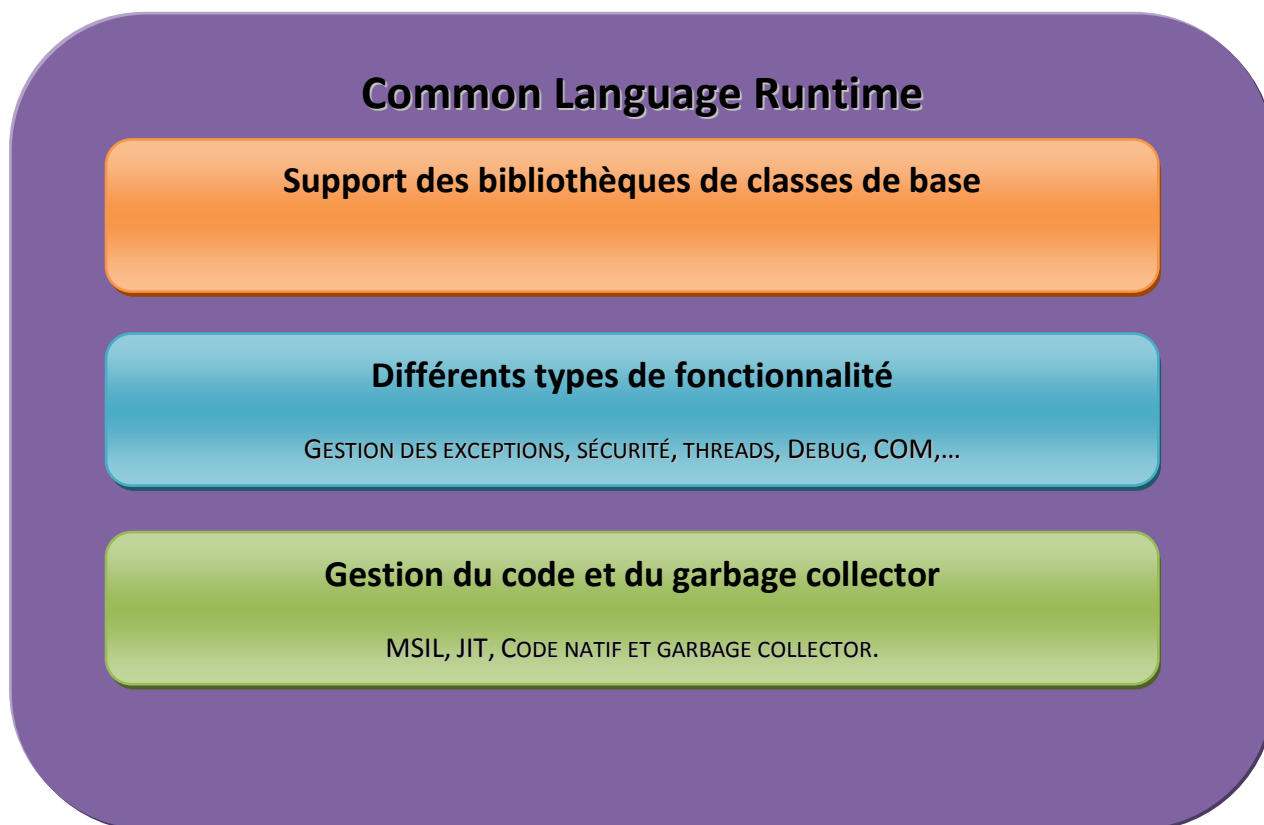 Common Language Runtime
Support des bibliothèques de classes de base
Différents types de fonctionnalité
GESTION DES EXCEPTIONS, SÉCURITÉ, THREADS, DEBUG, COM,...
Gestion du code et du garbage collector
MSIL, JIT, CODE NATIF ET GARBAGE COLLECTOR.